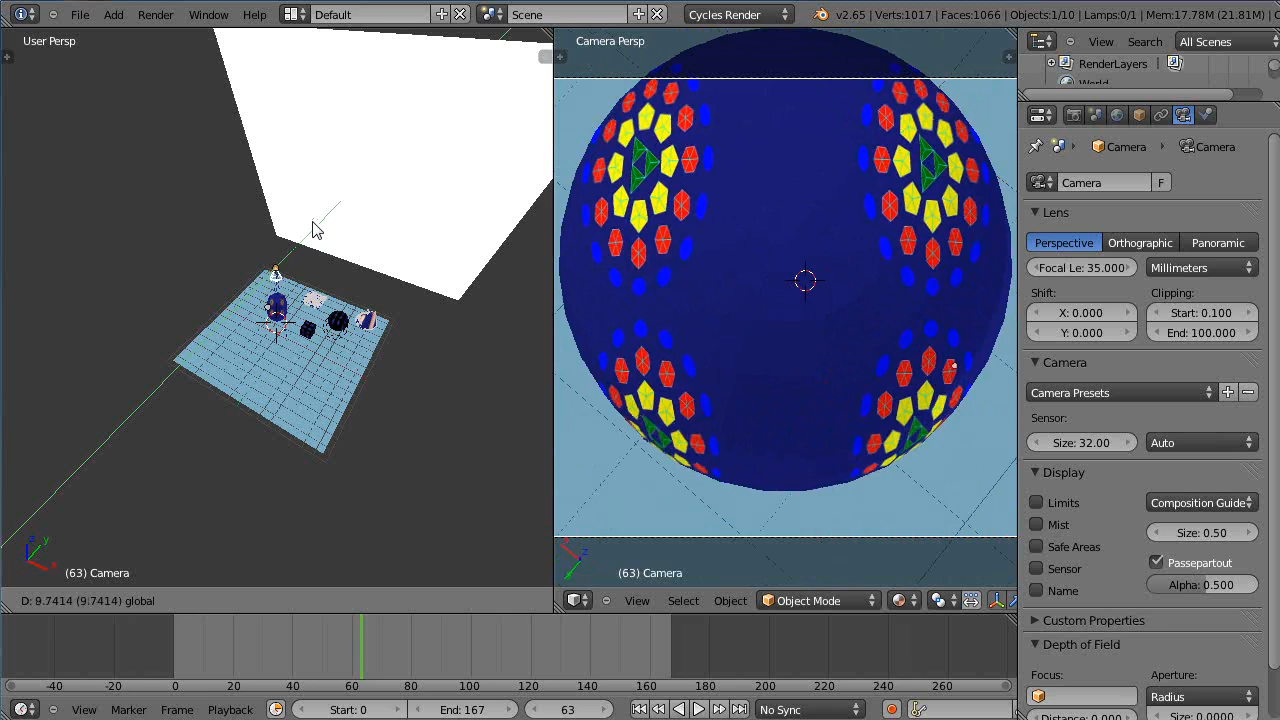 File Add Render Window Help Default Scene Cycles Render v2.65 | Verts:1017 | Faces:1066 | Objects:1/10 | Lamps:0/1 |
User Persp
Camera Persp
View Search All Scenes
RenderLayers
World
Camera Camera
Camera F
Lens
Perspective Orthographic Panoramic
Focal Le: 35.000 Millimeters
Shift: Clipping:
X: 0.000 Start: 0.100
Y: 0.000 End: 100.000
Camera
Camera Presets
Sensor:
Size: 32.00 Auto
Display
Limits Composition Guide
Mist Size: 0.50
Safe Areas
Sensor Passepartout
Name Alpha: 0.500
Custom Properties
Depth of Field
Focus: Aperture:
Radius
(63) Camera
(63) Camera
D: 9.7414 (9.7414) global
View Select Object Object Mode
-40 -20 0 20 40 60 80 100 120 140 160 180 200 220 240 260
View Marker Frame Playback Start: 0 End: 167 63 No Sync